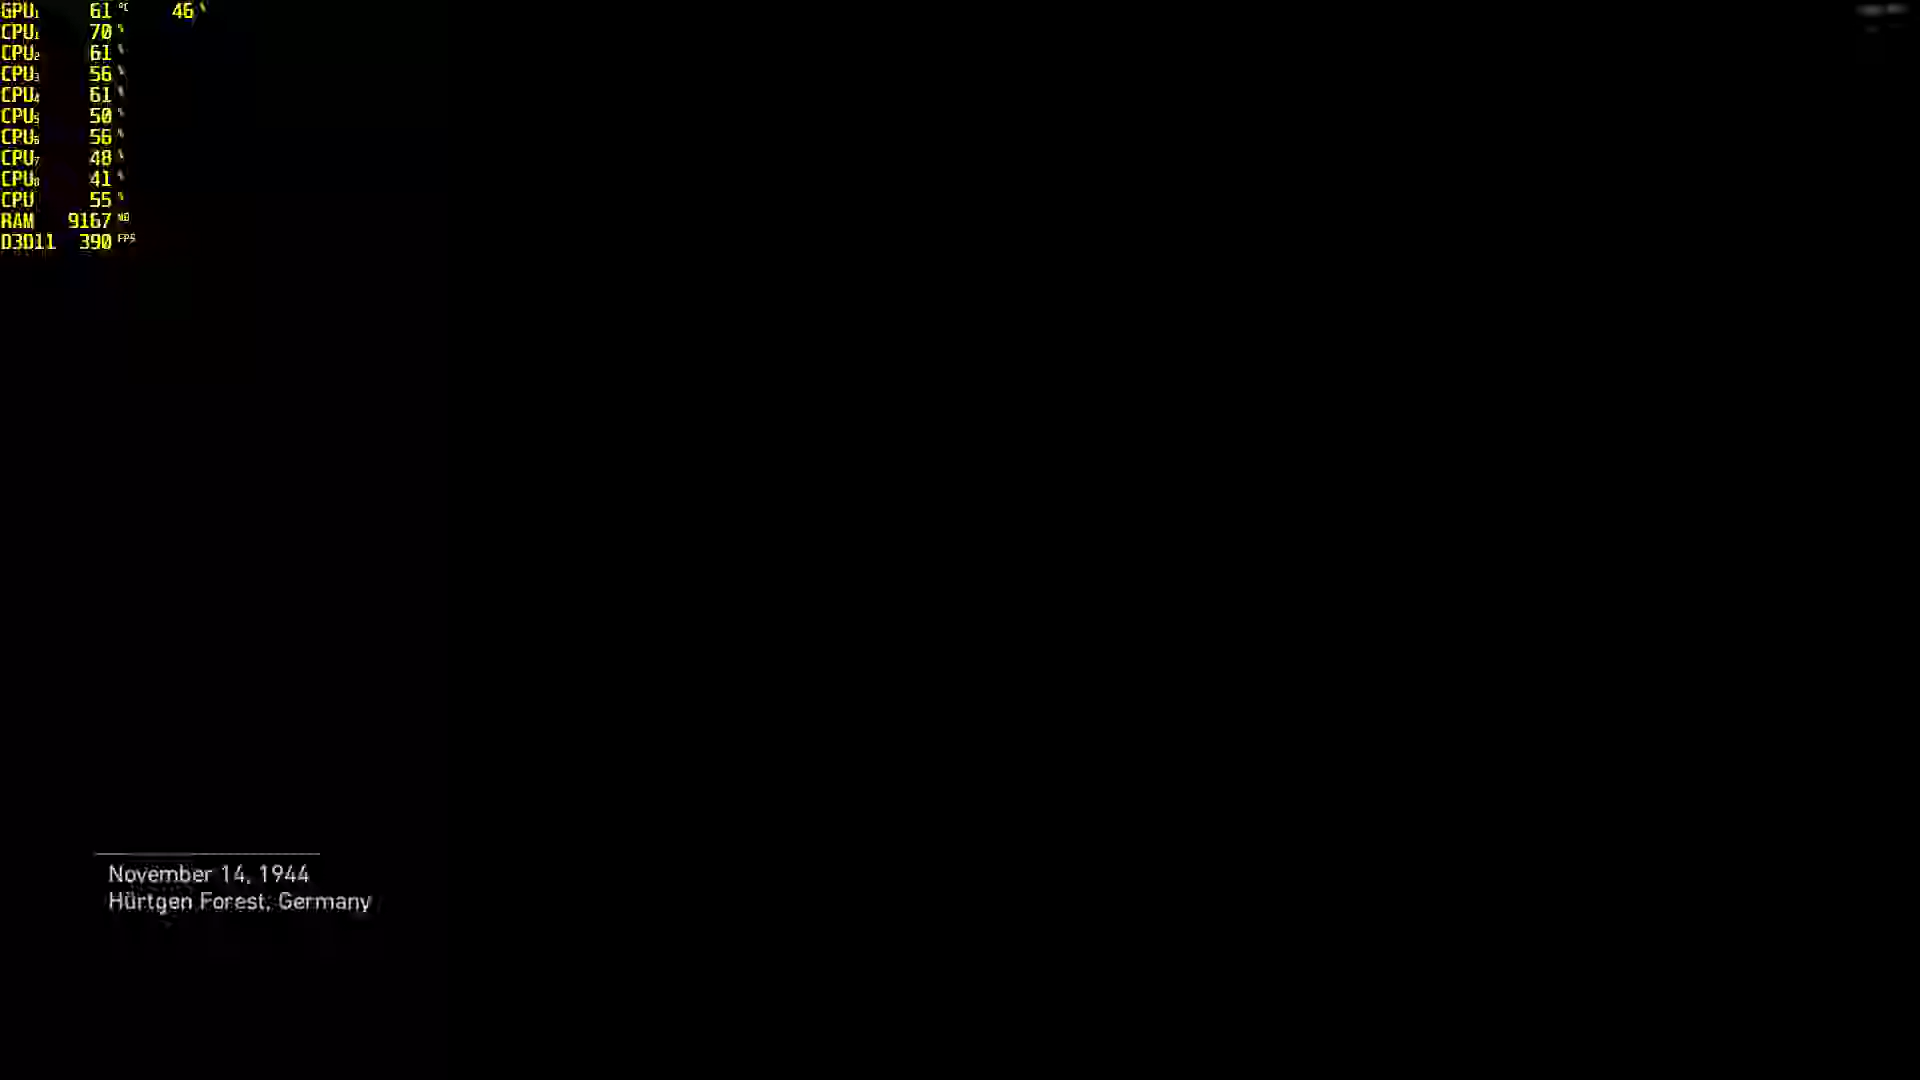 GPU1 61 °C 46 %
CPU1 70 %
CPU2 61 %
CPU3 56 %
CPU4 61 %
CPU5 50 %
CPU6 56 %
CPU7 48 %
CPU8 41 %
CPU 55 %
RAM 9167 MB
D3D11 390 FPS
November 14, 1944
Hürtgen Forest, Germany